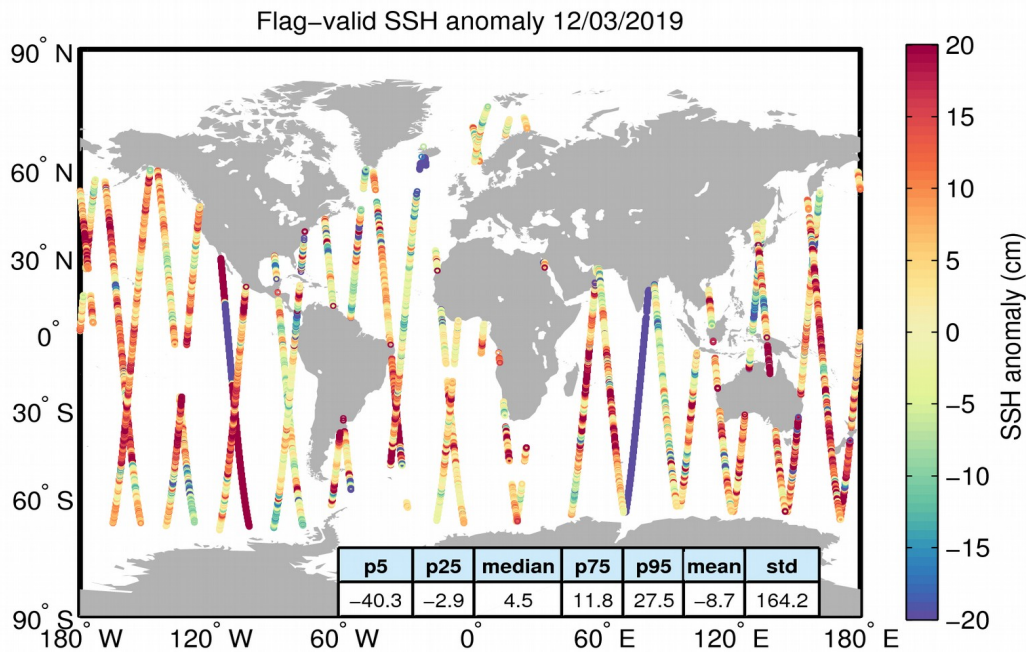 Flag−valid SSH anomaly 12/03/2019
90° N
60° N
30° N
0°
30° S
60° S
90° S
180° W
120° W
60° W
0°
60° E
120° E
180° E
p5 p25 median p75 p95 mean std
−40.3 −2.9 4.5 11.8 27.5 −8.7 164.2
20
15
10
5
0
−5
−10
−15
−20
SSH anomaly (cm)